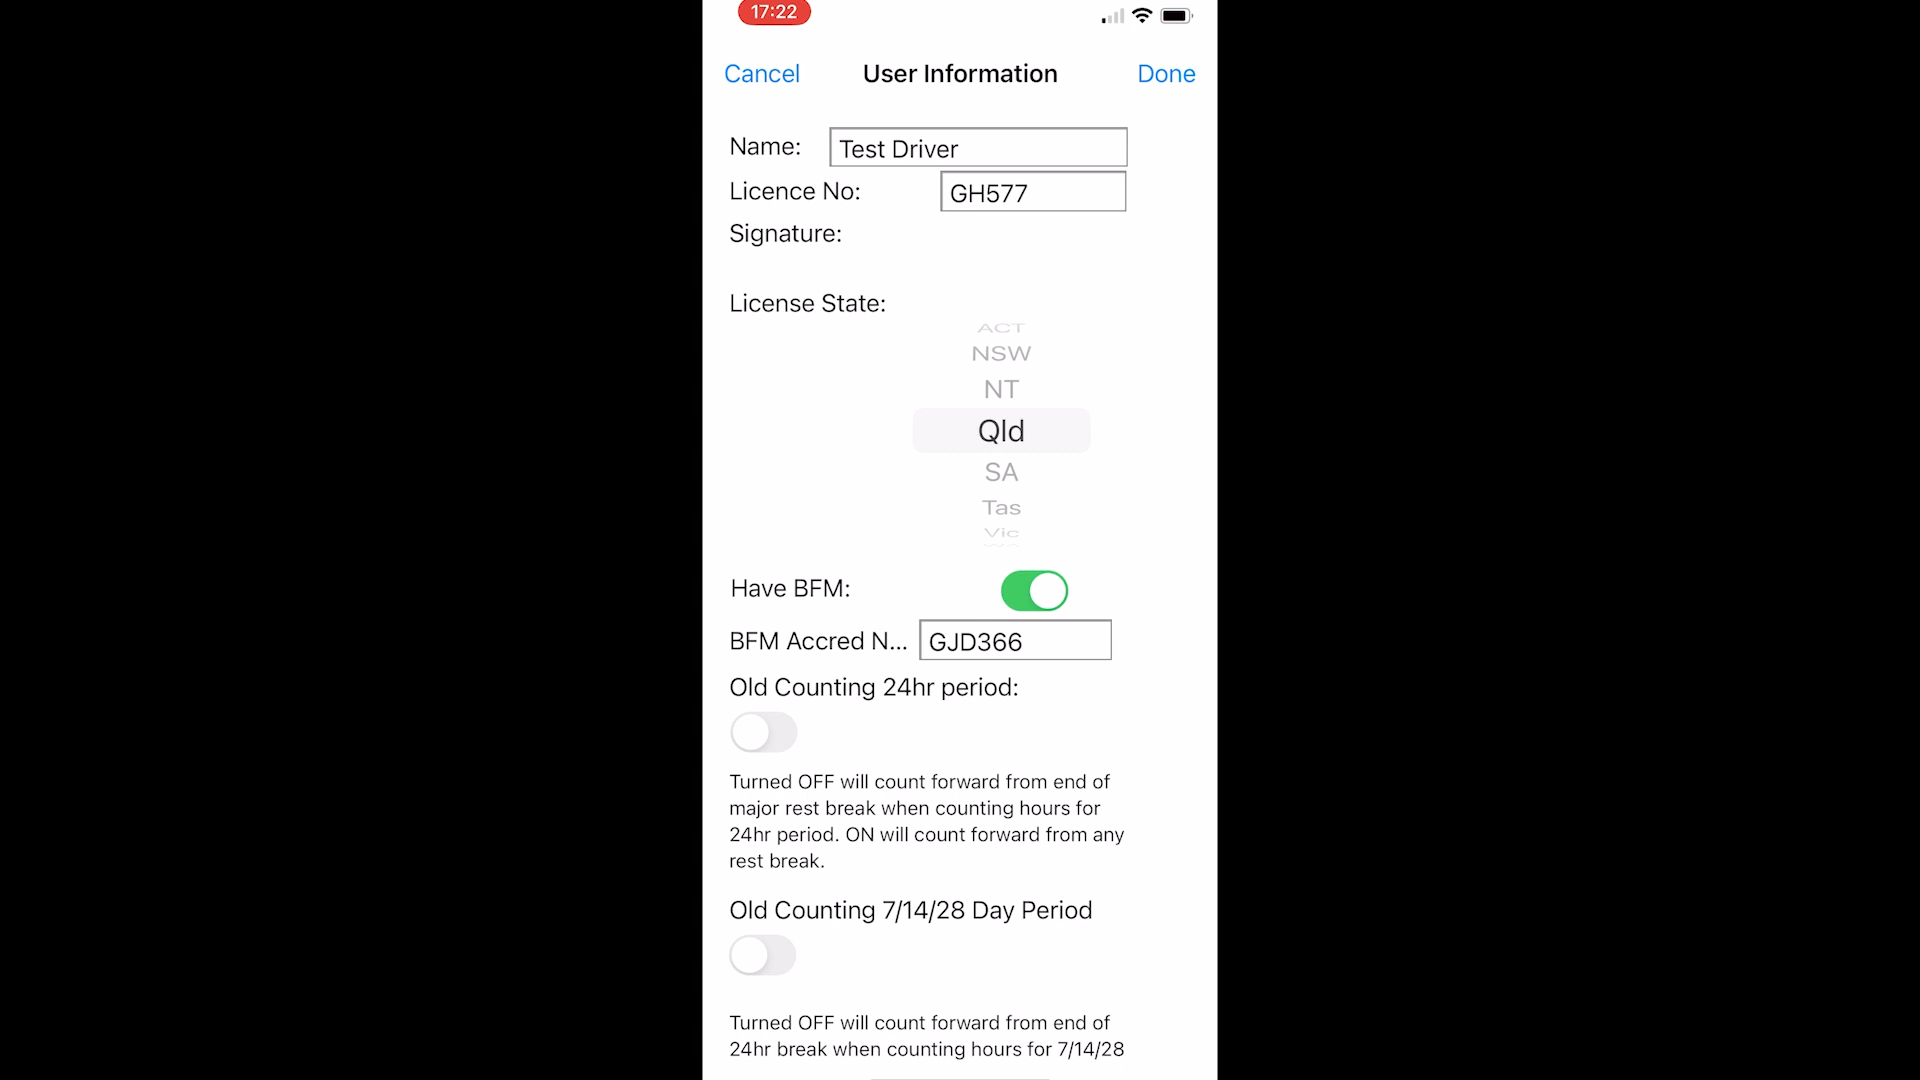 17:22
Cancel User Information Done
Name: Test Driver
Licence No: GH577
Signature:
License State:
ACT
NSW
NT
Qld
SA
Tas
Vic
Have BFM:
BFM Accred N... GJD366
Old Counting 24hr period:
Turned OFF will count forward from end of
major rest break when counting hours for
24hr period. ON will count forward from any
rest break.
Old Counting 7/14/28 Day Period
Turned OFF will count forward from end of
24hr break when counting hours for 7/14/28